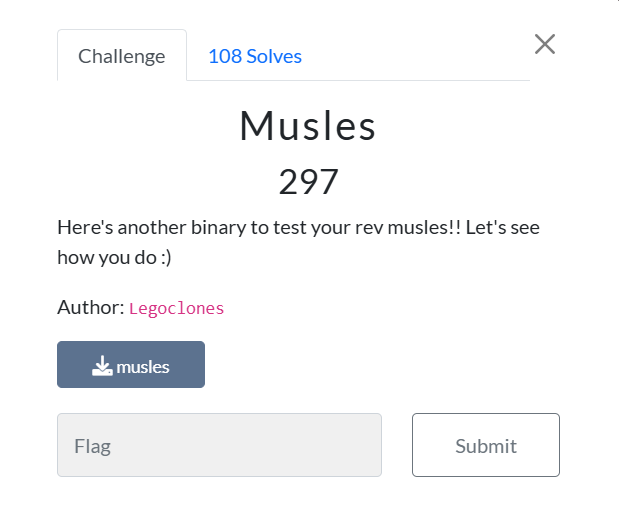 Challenge
108 Solves
Musles
297
Here's another binary to test your rev musles!! Let's see
how you do :)
Author: Legoclones
musles
Flag
Submit